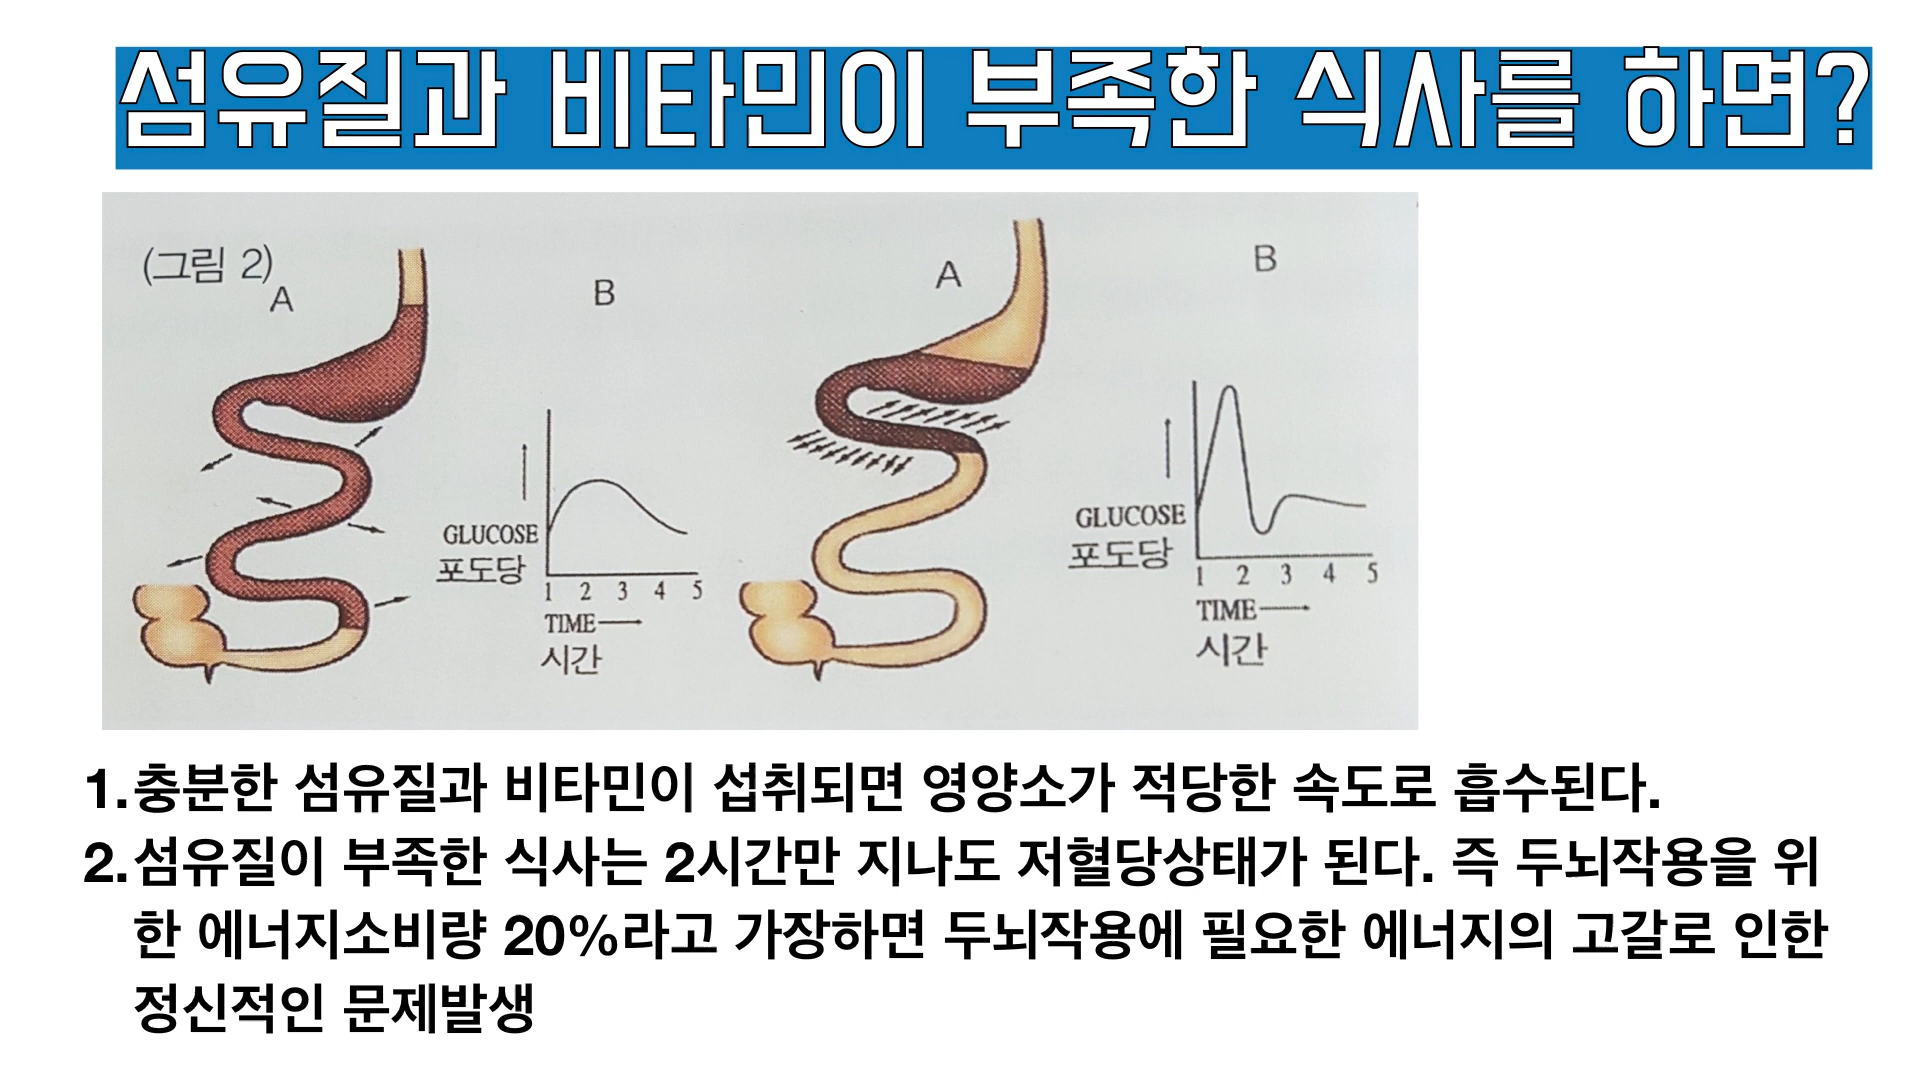 섬유질과 비타민이 부족한 식사를 하면?
(그림 2)
A
B
GLUCOSE
포도당
1 2 3 4 5
TIME
시간
A
B
GLUCOSE
포도당
1 2 3 4 5
TIME
시간
1. 충분한 섬유질과 비타민이 섭취되면 영양소가 적당한 속도로 흡수된다.
2. 섬유질이 부족한 식사는 2시간만 지나도 저혈당상태가 된다. 즉 두뇌작용을 위
한 에너지소비량 20%라고 가장하면 두뇌작용에 필요한 에너지의 고갈로 인한
정신적인 문제발생